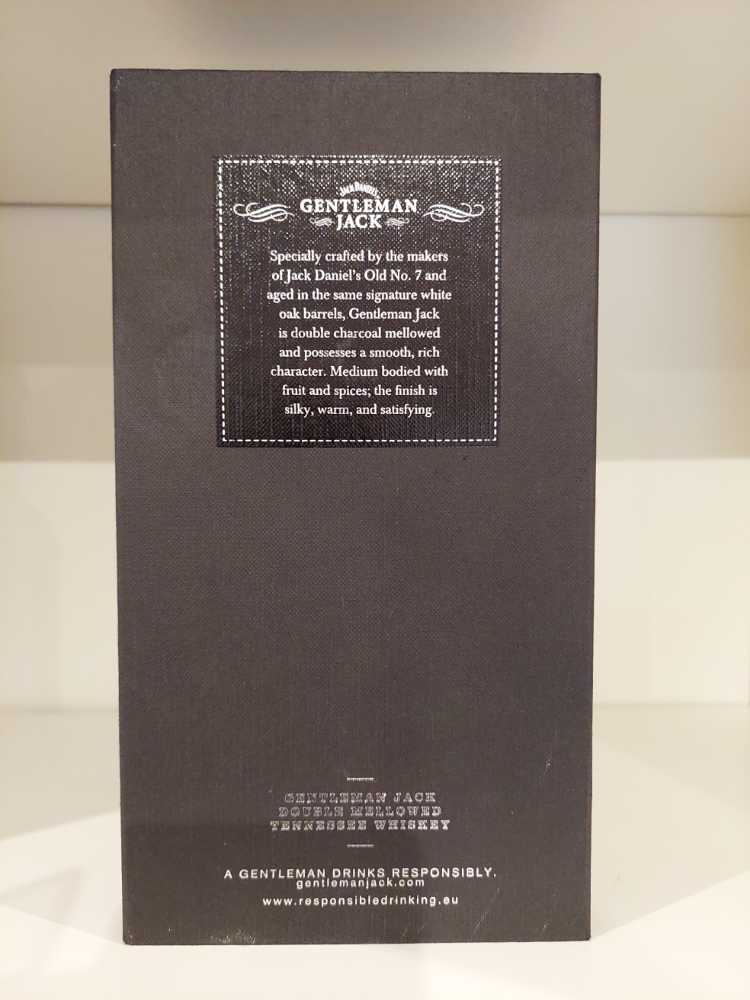 JACK DANIEL'S
GENTLEMAN
JACK
Specially crafted by the makers
of Jack Daniel's Old No. 7 and
aged in the same signature white
oak barrels, Gentleman Jack
is double charcoal mellowed
and possesses a smooth, rich
character. Medium bodied with
fruit and spices; the finish is
silky, warm, and satisfying.
GENTLEMAN JACK
DOUBLE MELLOWED
TENNESSEE WHISKEY
A GENTLEMAN DRINKS RESPONSIBLY.
gentlemanjack.com
www.responsibledrinking.eu